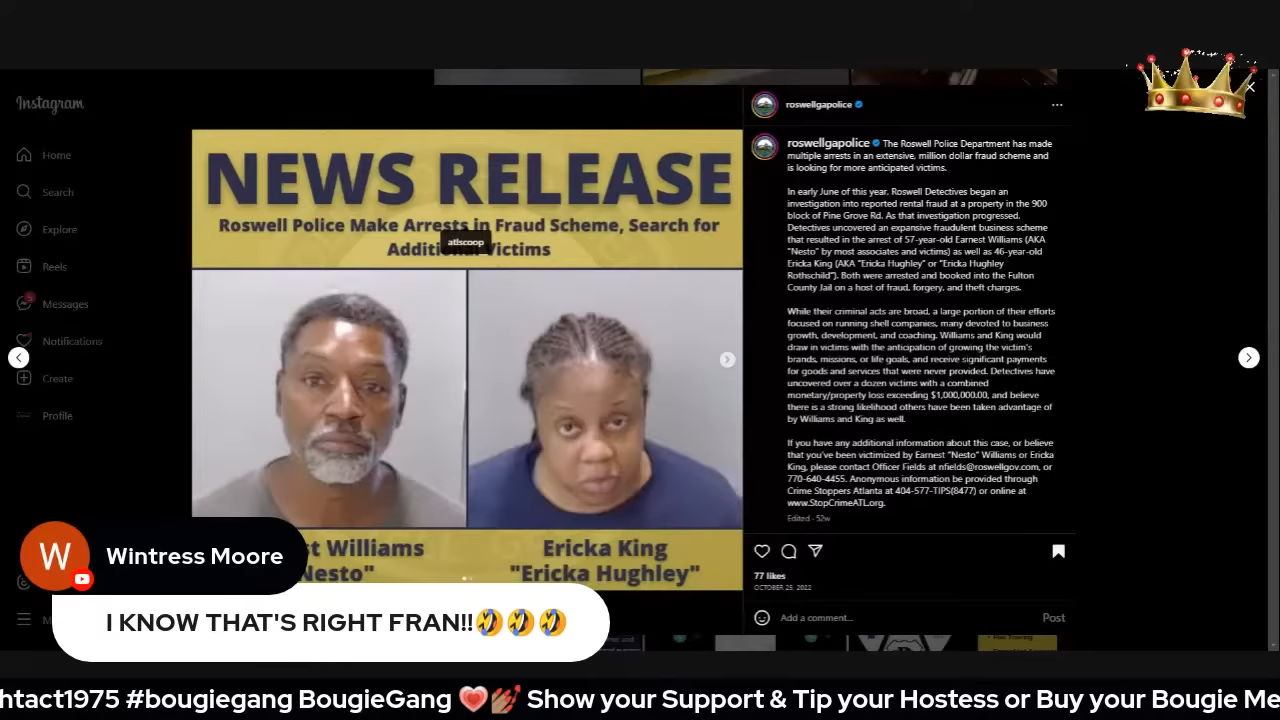 Instagram
Home
Search
Explore
Reels
Messages
Notifications
Create
Profile
NEWS RELEASE
Roswell Police Make Arrests in Fraud Scheme, Search for
Additional Victims
atlscoop
st Williams
Nesto"
Ericka King
"Ericka Hughley"
roswellgapolice
roswellgapolice The Roswell Police Department has made
multiple arrests in an extensive, million dollar fraud scheme and
is looking for more anticipated victims.
In early June of this year, Roswell Detectives began an
investigation into reported rental fraud at a property in the 900
block of Pine Grove Rd. As that investigation progressed,
Detectives uncovered an expansive fraudulent business scheme
that resulted in the arrest of 57-year-old Earnest Williams (AKA
"Nesto" by most associates and victims) as well as 46-year-old
Ericka King (AKA "Ericka Hughley" or "Ericka Hughley
Rothschild"). Both were arrested and booked into the Fulton
County Jail on a host of fraud, forgery, and theft charges.
While their criminal acts are broad, a large portion of their efforts
focused on running shell companies, many devoted to business
growth, development, and coaching. Williams and King would
draw in victims with the anticipation of growing the victim's
brands, missions, or life goals, and receive significant payments
for goods and services that were never provided. Detectives have
uncovered over a dozen victims with a combined
monetary/property loss exceeding $1,000,000.00, and believe
there is a strong likelihood others have been taken advantage of
by Williams and King as well.
If you have any additional information about this case, or believe
that you've been victimized by Earnest "Nesto" Williams or Ericka
King, please contact Officer Fields at nfields@roswellgov.com, or
770-640-4455. Anonymous information be provided through
Crime Stoppers Atlanta at 404-577-TIPS(8477) or online at
www.StopCrimeATL.org.
Edited · 52w
77 likes
OCTOBER 25, 2022
Add a comment...
Post
W
Wintress Moore
I KNOW THAT'S RIGHT FRAN!!🤣🤣🤣
htact1975 #bougiegang BougieGang 💗💅🏾 Show your Support & Tip your Hostess or Buy your Bougie Me